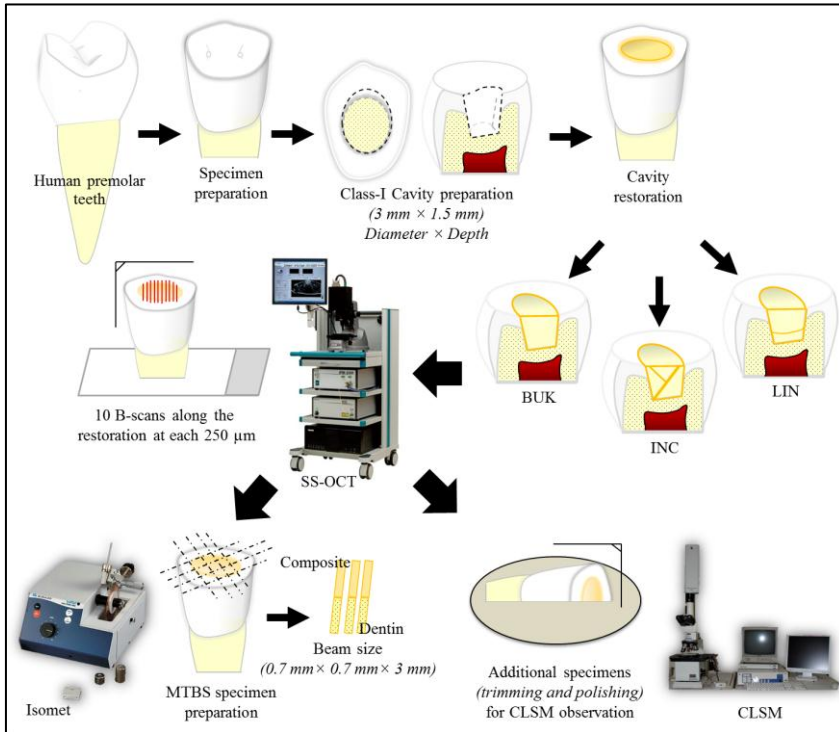 Human premolar
teeth
Specimen
preparation
Class-I Cavity preparation
(3 mm × 1.5 mm)
Diameter × Depth
Cavity
restoration
10 B-scans along the
restoration at each 250 µm
SS-OCT
BUK
INC
LIN
Isomet
MTBS specimen
preparation
Composite
Dentin
Beam size
(0.7 mm× 0.7 mm× 3 mm)
Additional specimens
(trimming and polishing)
for CLSM observation
CLSM